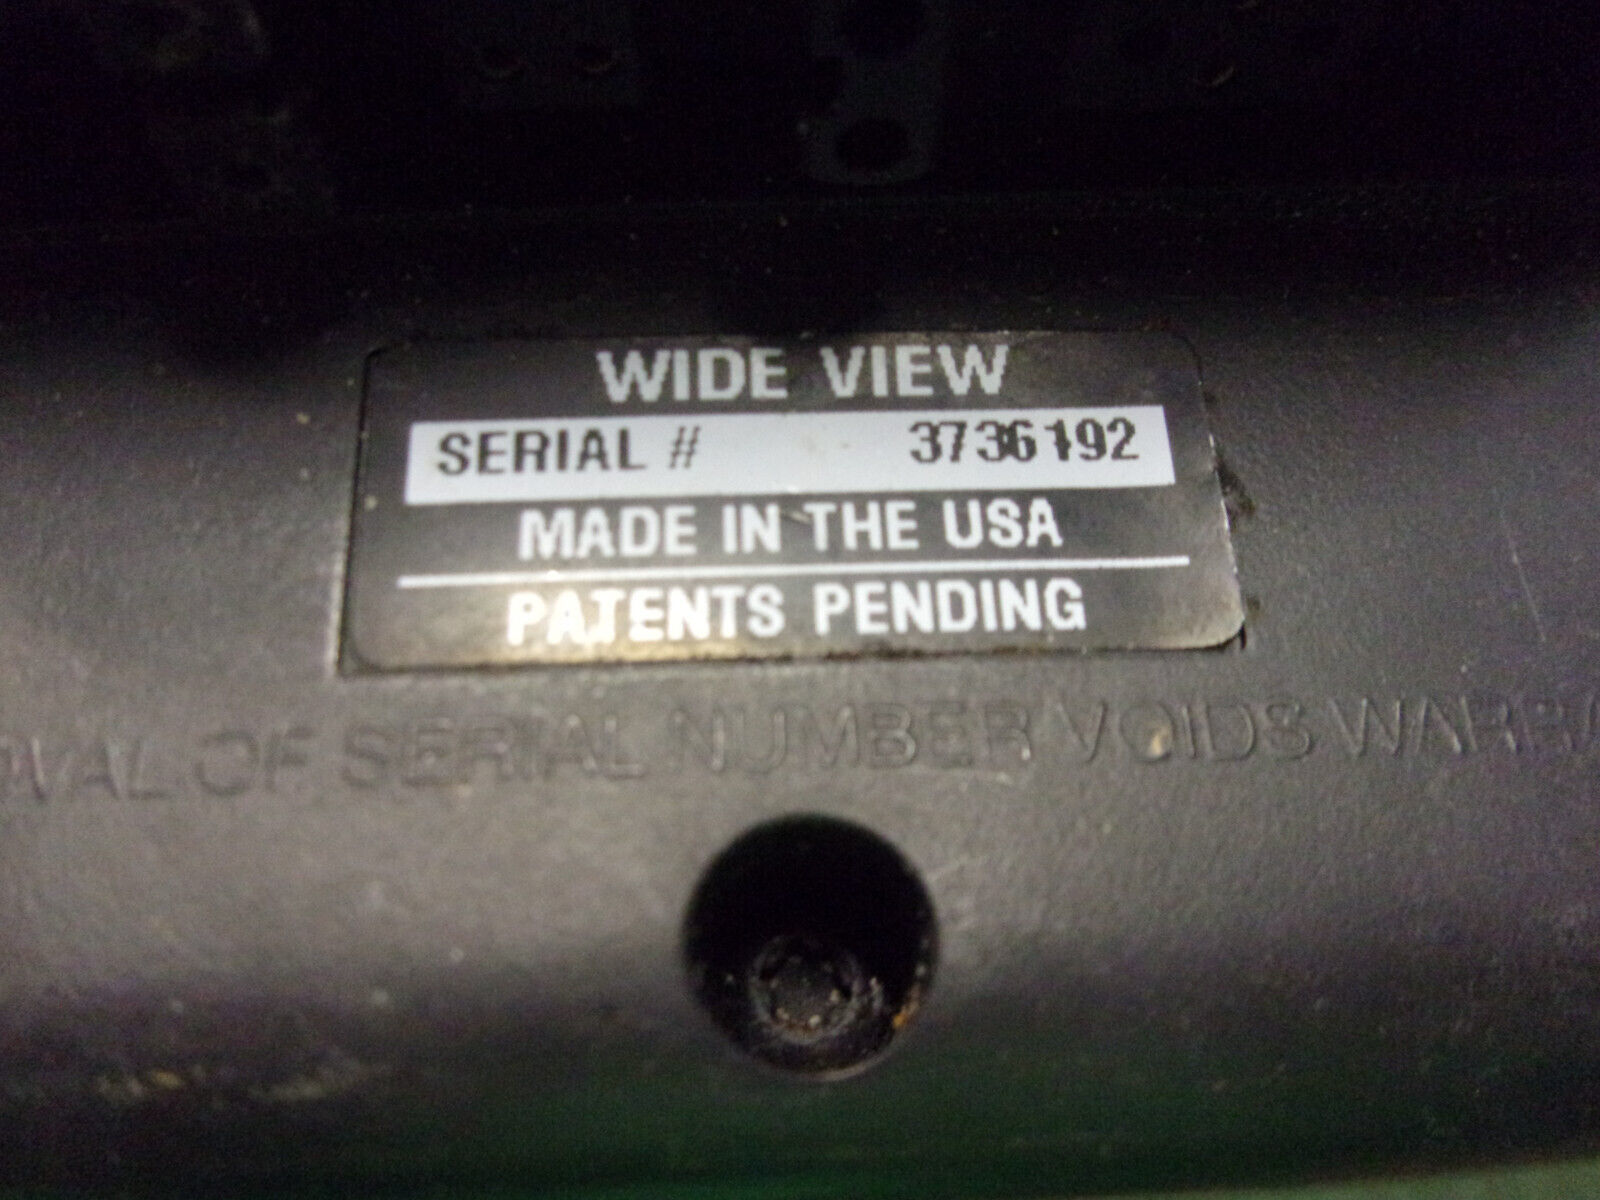 WIDE VIEW
SERIAL # 3736192
MADE IN THE USA
PATENTS PENDING
OF SERIAL NUMBER VOIDS